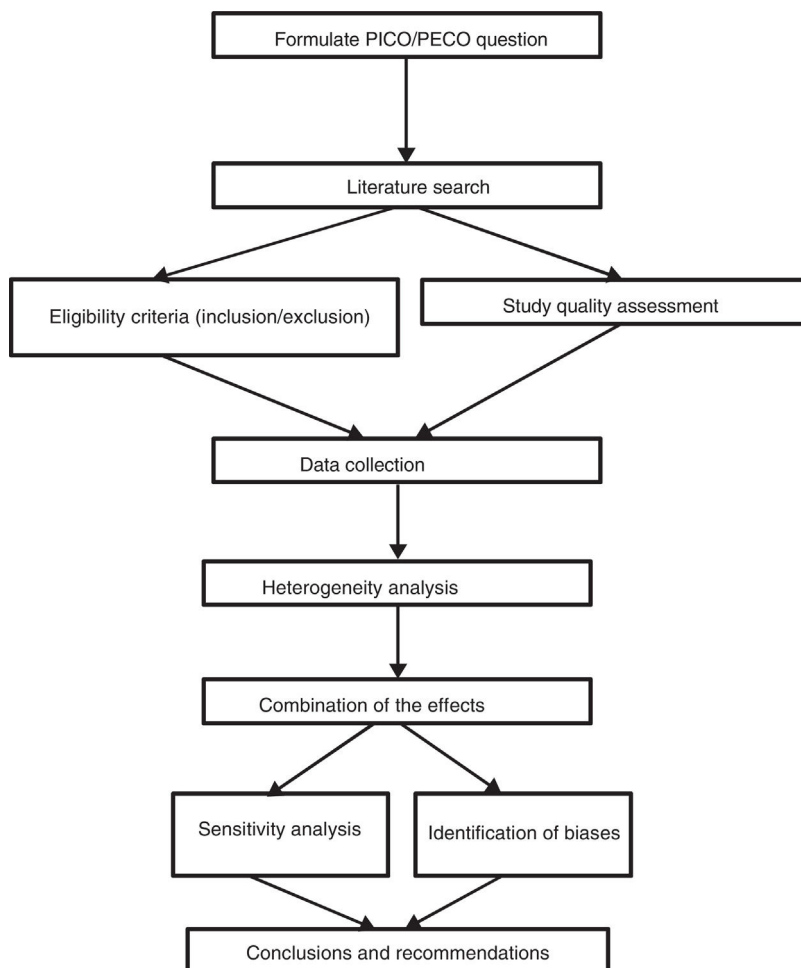 Formulate PICO/PECO question
Literature search
Eligibility criteria (inclusion/exclusion)
Study quality assessment
Data collection
Heterogeneity analysis
Combination of the effects
Sensitivity analysis
Identification of biases
Conclusions and recommendations